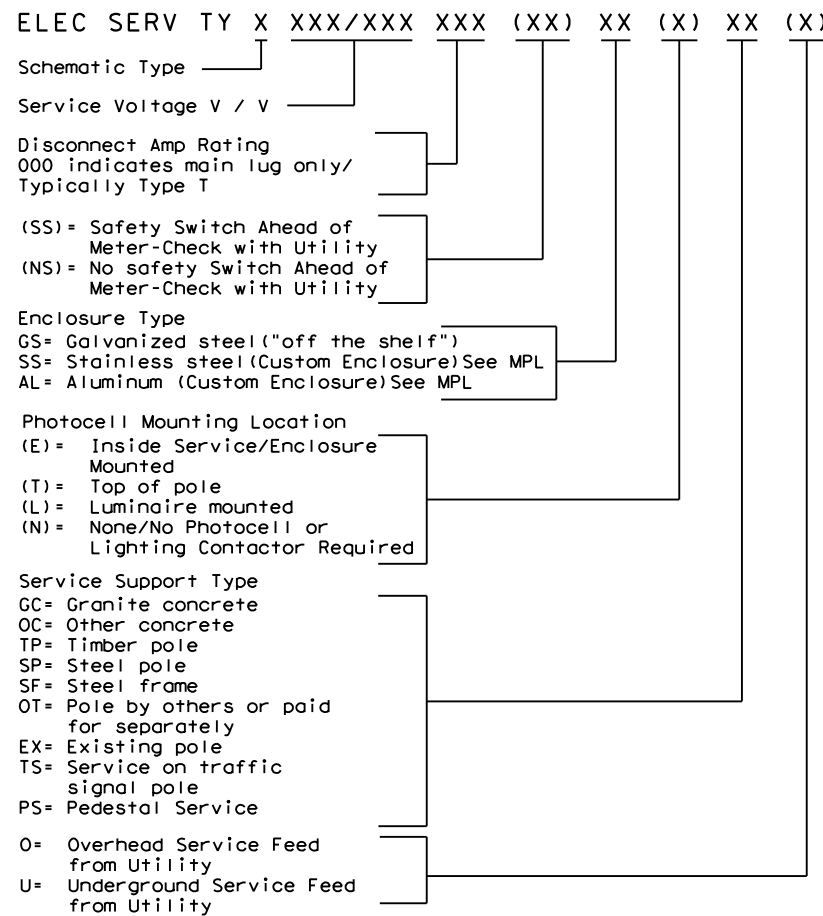 ELEC SERV TY X XXX/XXX XXX (XX) XX (X) XX (X)
Schematic Type
Service Voltage V / V
Disconnect Amp Rating
000 indicates main lug only/
Typically Type T
(SS)= Safety Switch Ahead of
Meter-Check with Utility
(NS)= No safety Switch Ahead of
Meter-Check with Utility
Enclosure Type
GS= Galvanized steel("off the shelf")
SS= Stainless steel(Custom Enclosure)See MPL
AL= Aluminum (Custom Enclosure)See MPL
Photocell Mounting Location
(E)= Inside Service/Enclosure
Mounted
(T)= Top of pole
(L)= Luminaire mounted
(N)= None/No Photocell or
Lighting Contactor Required
Service Support Type
GC= Granite concrete
OC= Other concrete
TP= Timber pole
SP= Steel pole
SF= Steel frame
OT= Pole by others or paid
for separately
EX= Existing pole
TS= Service on traffic
signal pole
PS= Pedestal Service
O= Overhead Service Feed
from Utility
U= Underground Service Feed
from Utility